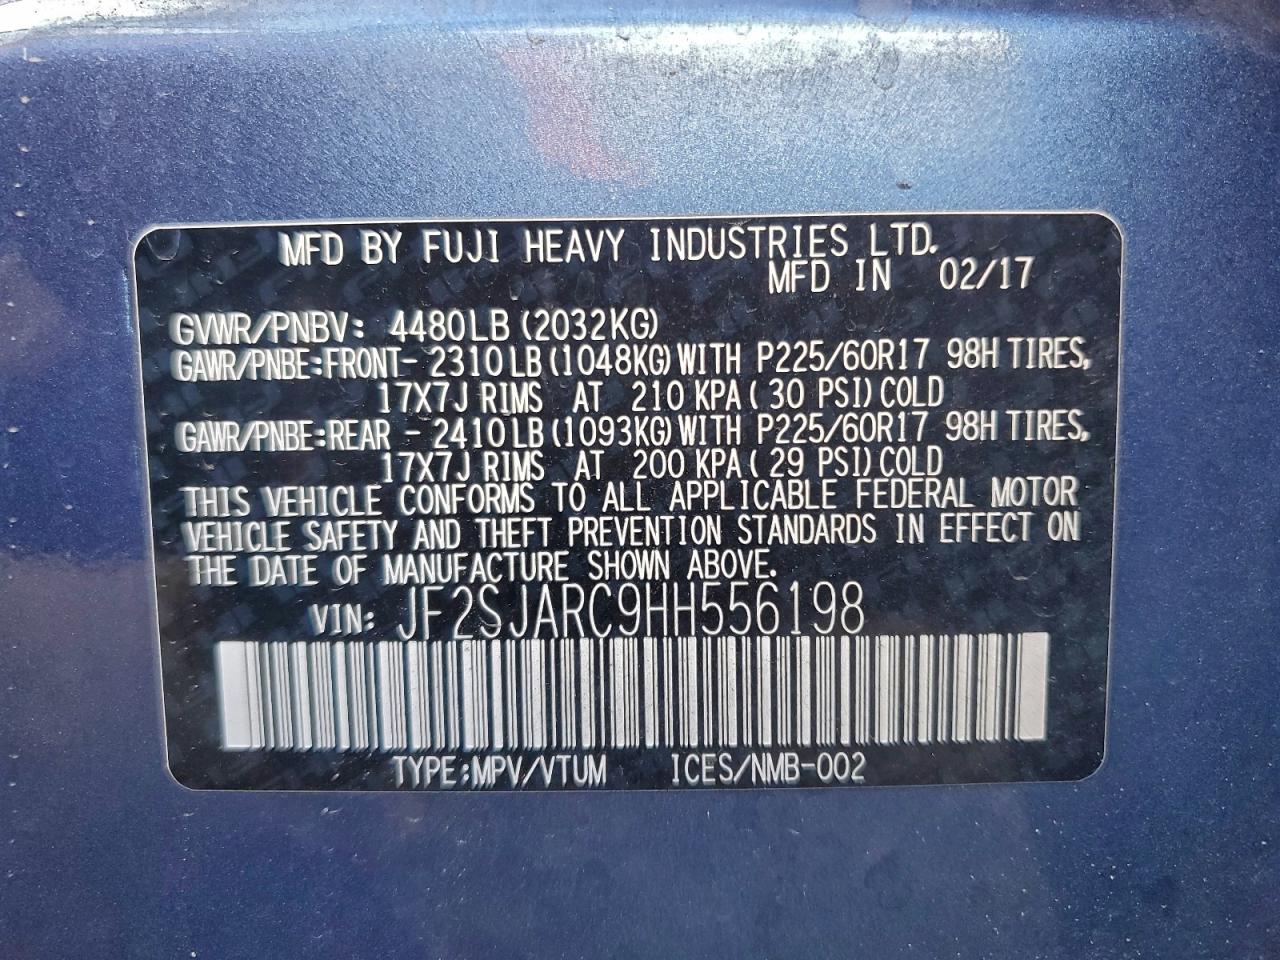 MFD BY FUJI HEAVY INDUSTRIES LTD.
MFD IN 02/17
GVWR/PNBV: 4480LB (2032KG)
GAWR/PNBE:FRONT- 2310LB (1048KG) WITH P225/60R17 98H TIRES,
17X7J RIMS AT 210 KPA ( 30 PSI) COLD
GAWR/PNBE:REAR - 2410LB (1093KG) WITH P225/60R17 98H TIRES,
17X7J RIMS AT 200 KPA ( 29 PSI) COLD
THIS VEHICLE CONFORMS TO ALL APPLICABLE FEDERAL MOTOR
VEHICLE SAFETY AND THEFT PREVENTION STANDARDS IN EFFECT ON
THE DATE OF MANUFACTURE SHOWN ABOVE.
VIN: JF2SJARC9HH556198
TYPE:MPV/VTUM ICES/NMB-002